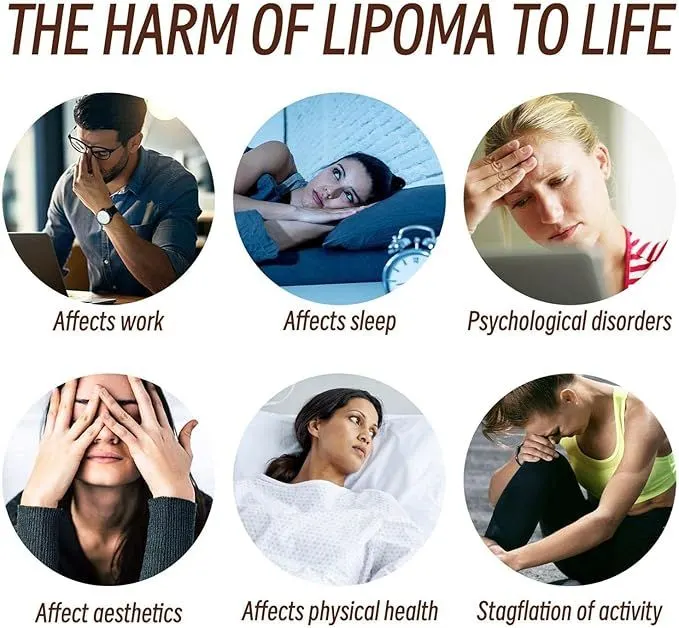 THE HARM OF LIPOMA TO LIFE
Affects work
Affects sleep
Psychological disorders
Affect aesthetics
Affects physical health
Stagflation of activity